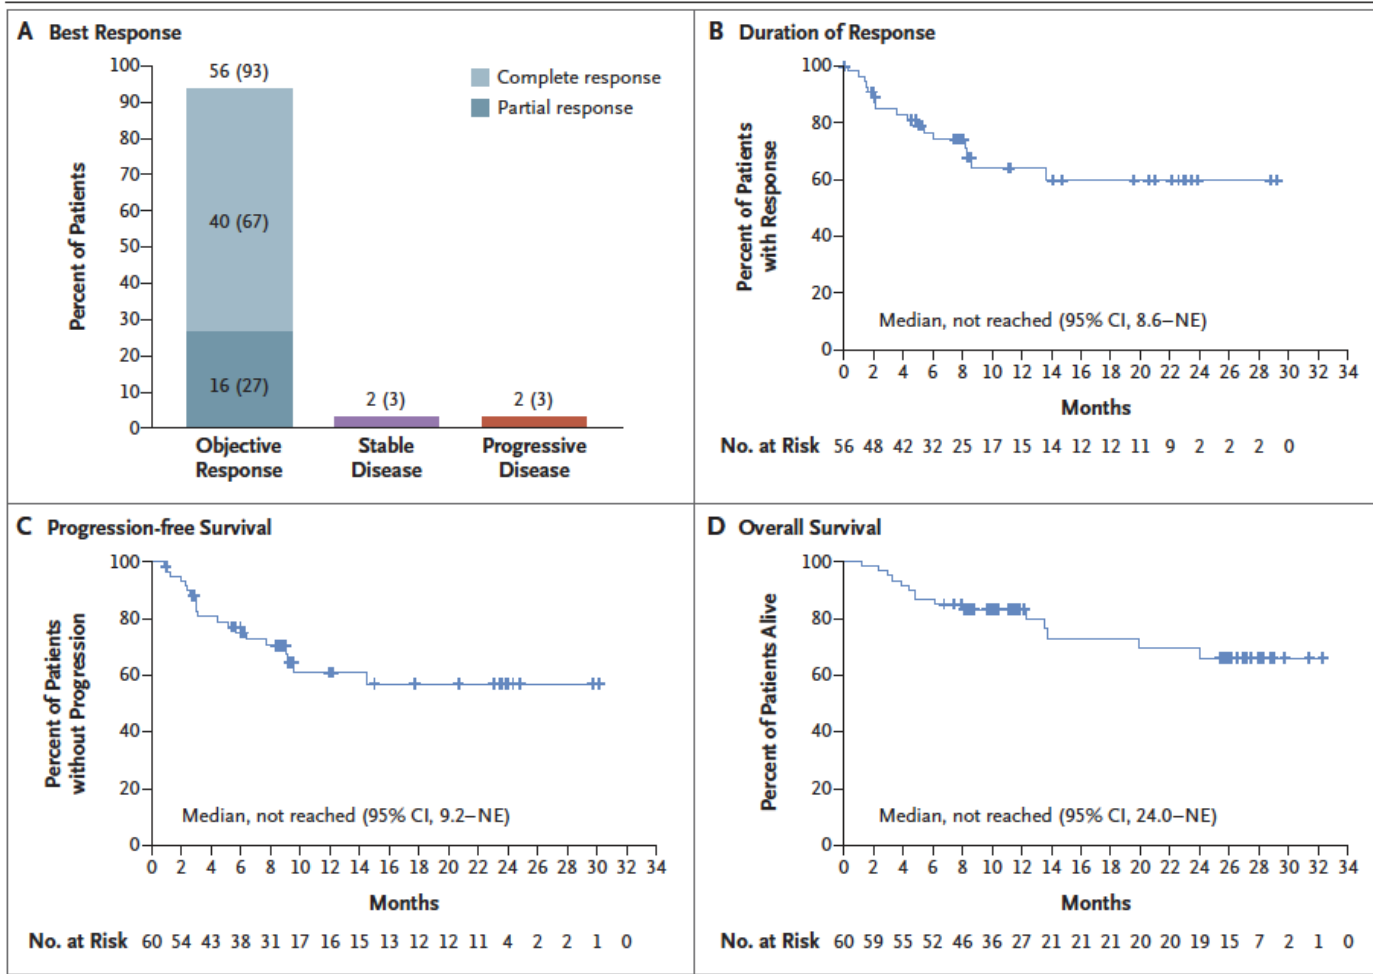 A Best Response
100
90
80
70
60
50
40
30
20
10
0
Percent of Patients
56 (93)
40 (67)
16 (27)
2 (3)
2 (3)
Complete response
Partial response
Objective
Response
Stable
Disease
Progressive
Disease
B Duration of Response
100
80
60
40
20
0
Percent of Patients
with Response
Median, not reached (95% CI, 8.6–NE)
0 2 4 6 8 10 12 14 16 18 20 22 24 26 28 30 32 34
Months
No. at Risk 56 48 42 32 25 17 15 14 12 12 11 9 2 2 2 0
C Progression-free Survival
100
80
60
40
20
0
Percent of Patients
without Progression
Median, not reached (95% CI, 9.2–NE)
0 2 4 6 8 10 12 14 16 18 20 22 24 26 28 30 32 34
Months
No. at Risk 60 54 43 38 31 17 16 15 13 12 12 11 4 2 2 1 0
D Overall Survival
100
80
60
40
20
0
Percent of Patients Alive
Median, not reached (95% CI, 24.0–NE)
0 2 4 6 8 10 12 14 16 18 20 22 24 26 28 30 32 34
Months
No. at Risk 60 59 55 52 46 36 27 21 21 21 20 20 19 15 7 2 1 0